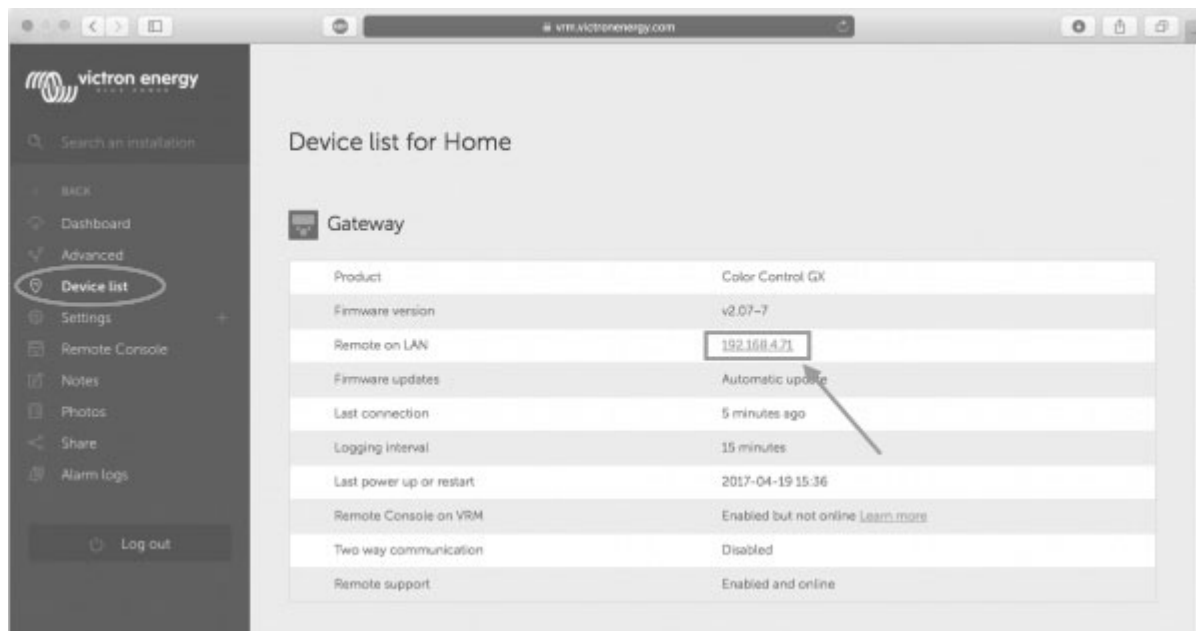 vrm.victronenergy.com
victron energy
BLUE POWER
Search an installation
BACK
Dashboard
Advanced
Device list
Settings
Remote Console
Notes
Photos
Share
Alarm logs
Log out
Device list for Home
Gateway
Product Color Control GX
Firmware version v2.07-7
Remote on LAN 192.168.4.71
Firmware updates Automatic update
Last connection 5 minutes ago
Logging interval 15 minutes
Last power up or restart 2017-04-19 15:36
Remote Console on VRM Enabled but not online Learn more
Two way communication Disabled
Remote support Enabled and online